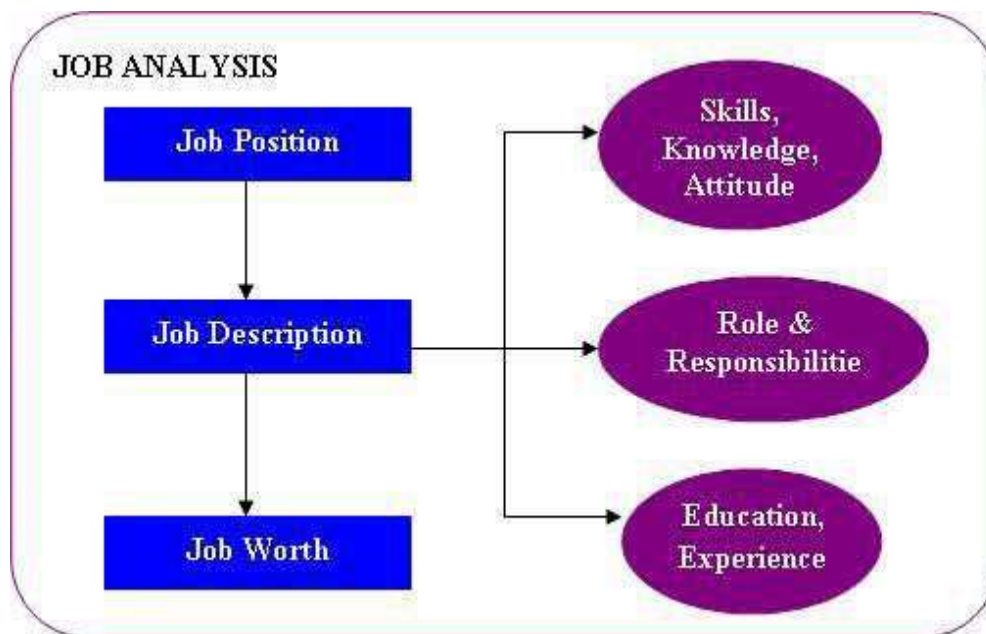 JOB ANALYSIS
Job Position
Skills,
Knowledge,
Attitude
Job Description
Role &
Responsibilitie
Job Worth
Education,
Experience